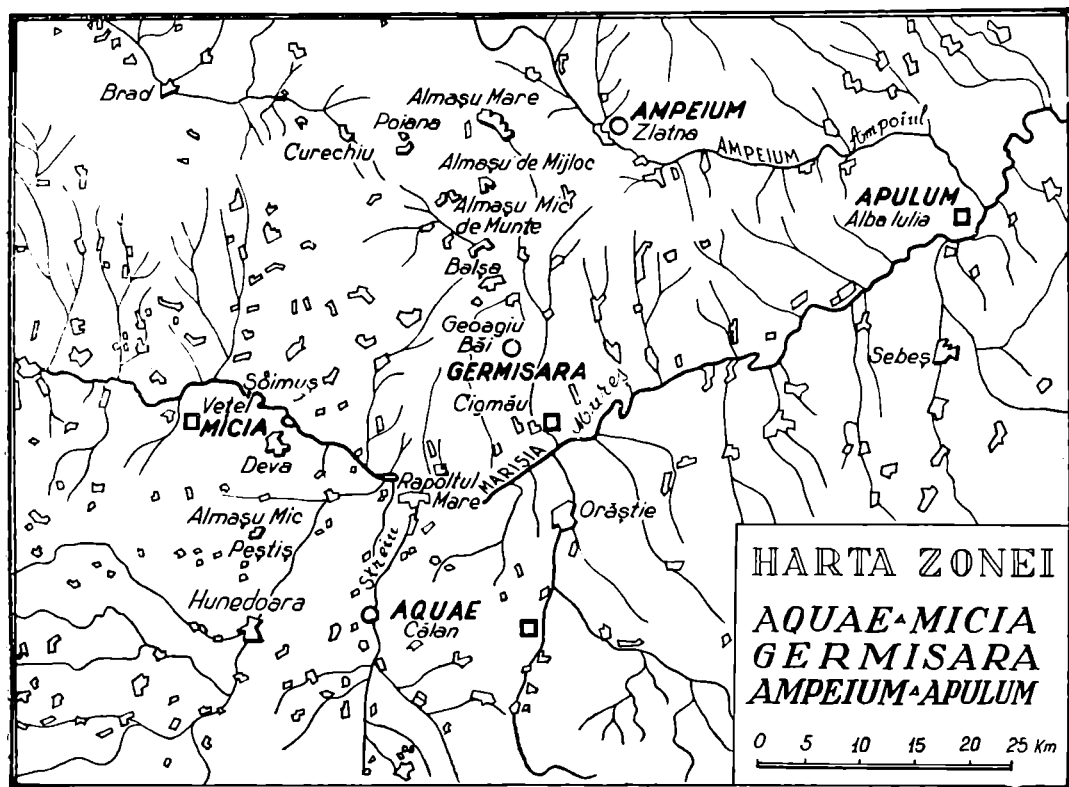 Brad
Curechiu
Poiana
Almașu Mare
AMPEIUM
Zlatna
AMPEIUM
Ampoiul
Almașu de Mijloc
Almașu Mic
de Munte
APULUM
Alba Iulia
Balșa
Geoagiu
Băi
GERMISARA
Cigmău
Mureș
MARISIA
Sebeș
Șoimuș
Vețel
MICIA
Deva
Rapoltul
Mare
Orăștie
Almașu Mic
Peștiș
Streiu
Hunedoara
AQUAE
Călan
HARTA ZONEI
AQUAE▵MICIA
GERMISARA
AMPEIUM▵APULUM
0 5 10 15 20 25 Km